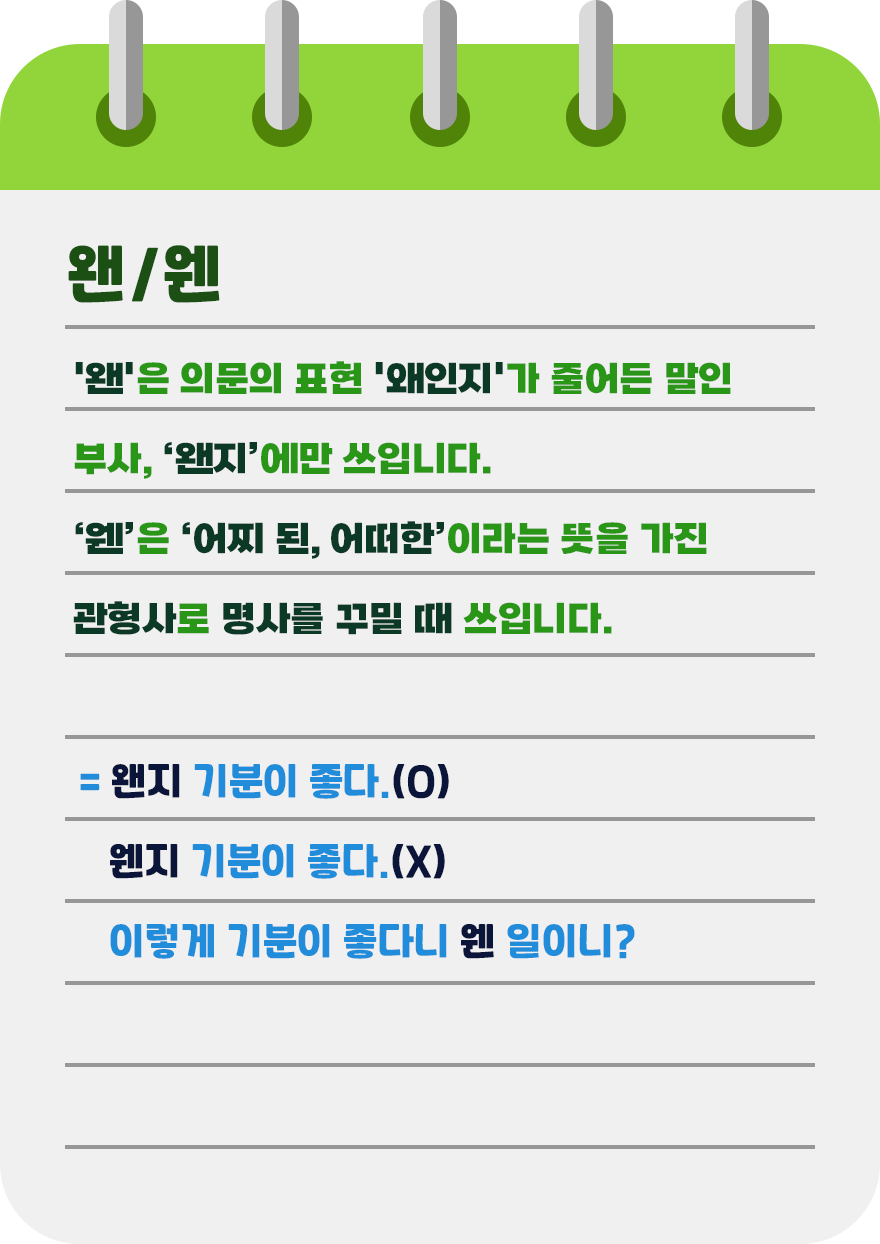 왠/웬
'왠'은 의문의 표현 '왜인지'가 줄어든 말인
부사, ‘왠지’에만 쓰입니다.
‘웬’은 ‘어찌 된, 어떠한’이라는 뜻을 가진
관형사로 명사를 꾸밀 때 쓰입니다.
= 왠지 기분이 좋다.(O)
웬지 기분이 좋다.(X)
이렇게 기분이 좋다니 웬 일이니?